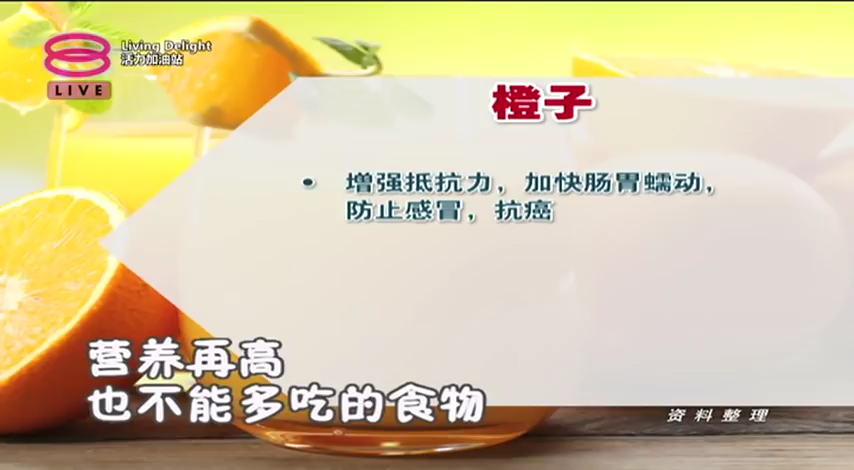 Living Delight
活力加油站
LIVE
橙子
• 增强抵抗力，加快肠胃蠕动，
防止感冒，抗癌
营养再高
也不能多吃的食物
资料整理